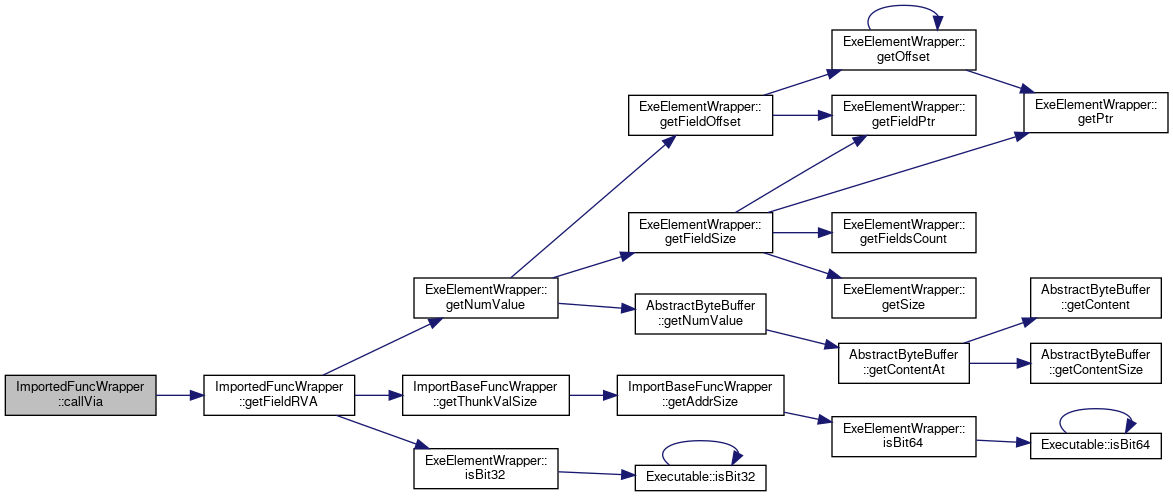 ExeElementWrapper::
getOffset
ExeElementWrapper::
getFieldOffset
ExeElementWrapper::
getFieldPtr
ExeElementWrapper::
getPtr
ExeElementWrapper::
getFieldSize
ExeElementWrapper::
getFieldsCount
ExeElementWrapper::
getNumValue
ExeElementWrapper::
getSize
AbstractByteBuffer
::getContent
AbstractByteBuffer
::getNumValue
AbstractByteBuffer
::getContentAt
AbstractByteBuffer
::getContentSize
ImportedFuncWrapper
::callVia
ImportedFuncWrapper
::getFieldRVA
ImportBaseFuncWrapper
::getThunkValSize
ImportBaseFuncWrapper
::getAddrSize
ExeElementWrapper::
isBit64
Executable::isBit64
ExeElementWrapper::
isBit32
Executable::isBit32